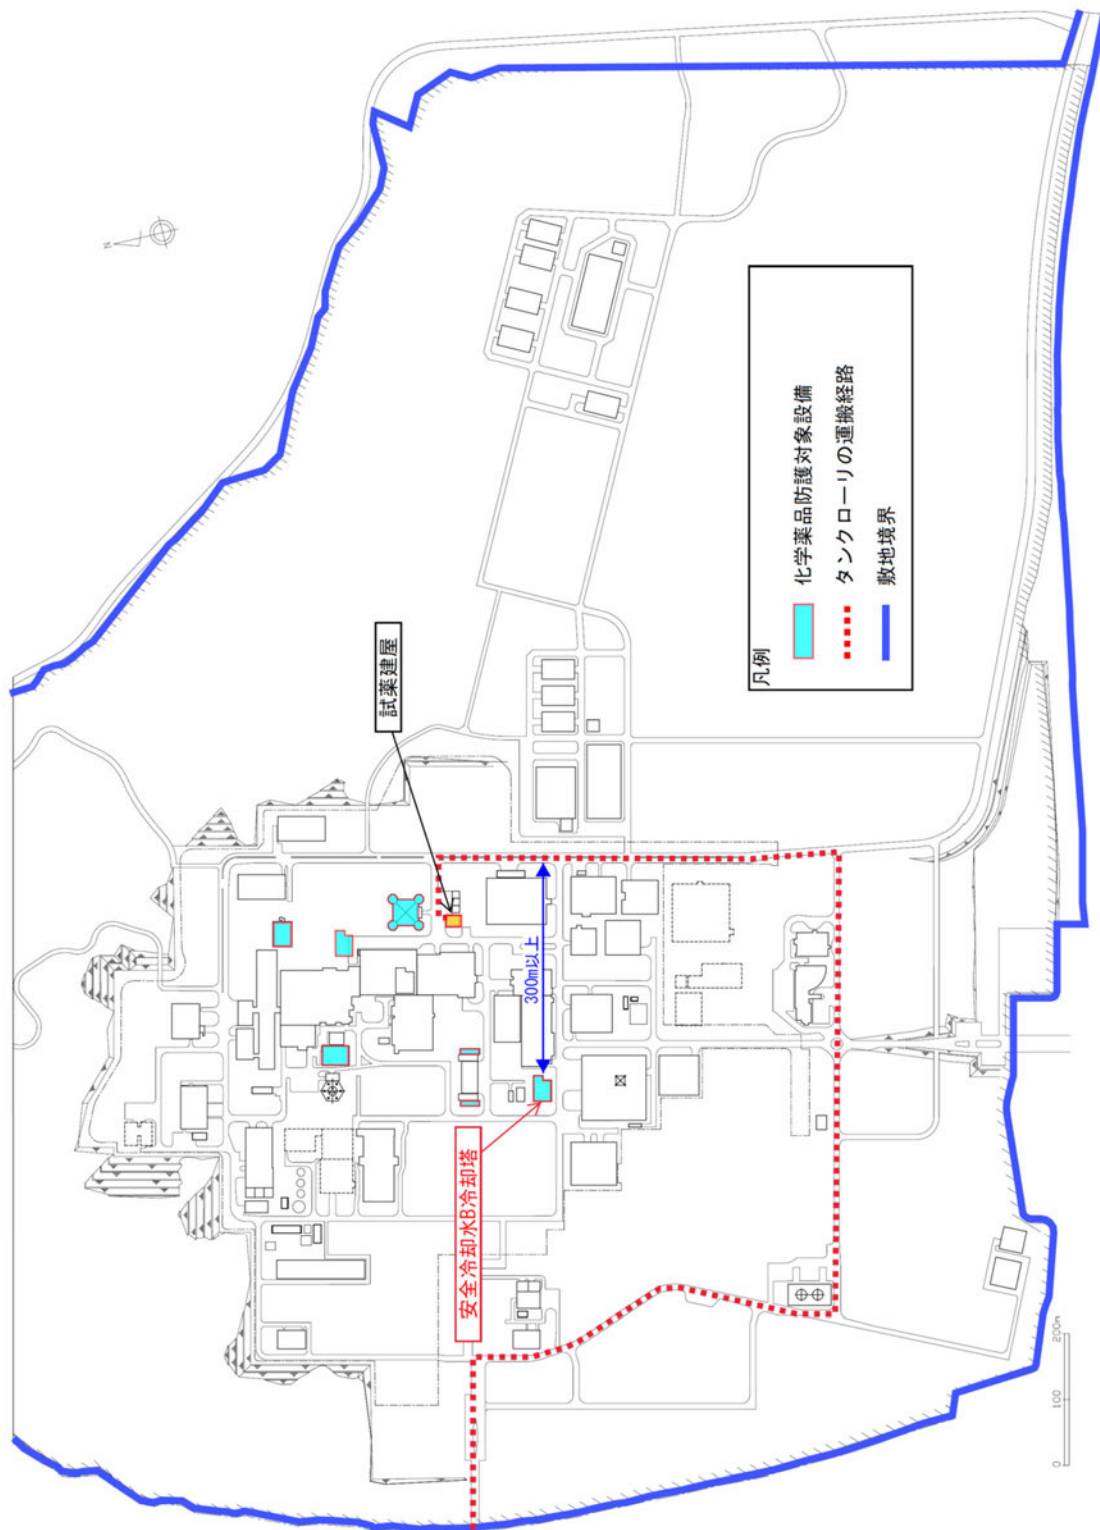 N
試薬建屋
300m以上
安全冷却水B冷却塔
凡例
化学薬品防護対象設備
タンクローリの運搬経路
敷地境界
0 100 200m